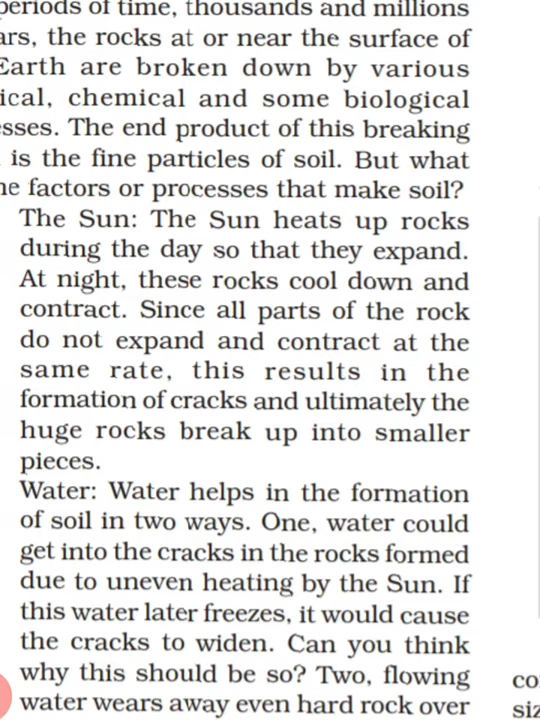 periods of time, thousands and millions
ars, the rocks at or near the surface of
Earth are broken down by various
ical, chemical and some biological
esses. The end product of this breaking
is the fine particles of soil. But what
he factors or processes that make soil?
The Sun: The Sun heats up rocks
during the day so that they expand.
At night, these rocks cool down and
contract. Since all parts of the rock
do not expand and contract at the
same rate, this results in the
formation of cracks and ultimately the
huge rocks break up into smaller
pieces.
Water: Water helps in the formation
of soil in two ways. One, water could
get into the cracks in the rocks formed
due to uneven heating by the Sun. If
this water later freezes, it would cause
the cracks to widen. Can you think
why this should be so? Two, flowing
water wears away even hard rock over
co
siz